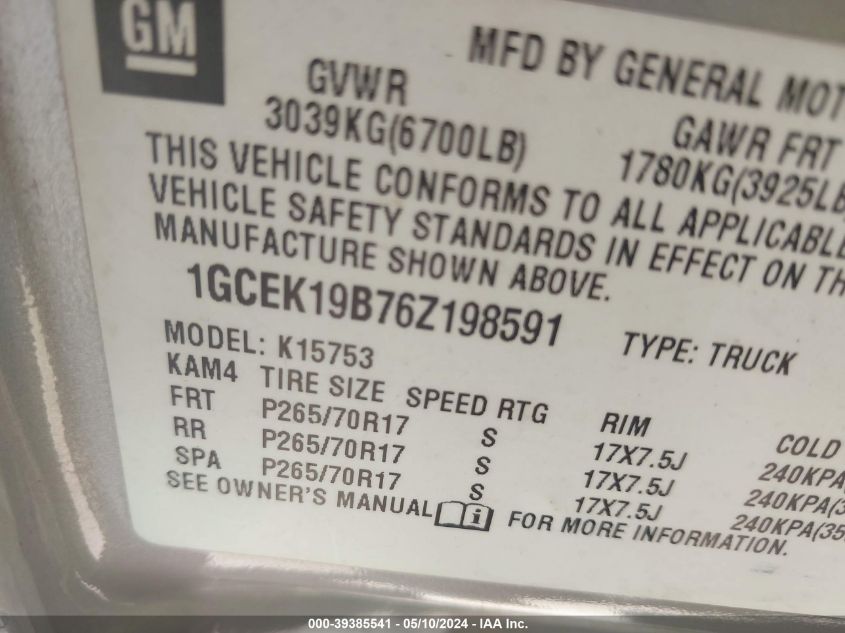 GM
MFD BY GENERAL MOT
GVWR
3039KG(6700LB)
GAWR FRT
1780KG(3925LB
THIS VEHICLE CONFORMS TO ALL APPLICABLE
VEHICLE SAFETY STANDARDS IN EFFECT ON TH
MANUFACTURE SHOWN ABOVE.
1GCEK19B76Z198591
TYPE: TRUCK
MODEL: K15753
KAM4 TIRE SIZE SPEED RTG RIM COLD
FRT P265/70R17 S 17X7.5J 240KPA
RR P265/70R17 S 17X7.5J 240KPA(3
SPA P265/70R17 S 17X7.5J 240KPA(35
SEE OWNER'S MANUAL FOR MORE INFORMATION.
000-39385541 - 05/10/2024 - IAA Inc.